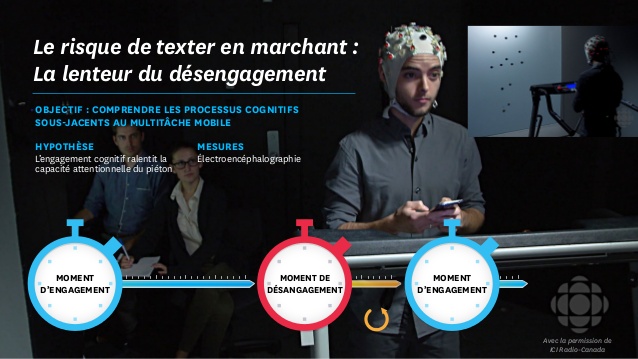 Le risque de texter en marchant :
La lenteur du désengagement
OBJECTIF : COMPRENDRE LES PROCESSUS COGNITIFS
SOUS-JACENTS AU MULTITÂCHE MOBILE
HYPOTHÈSE
L'engagement cognitif ralentit la
capacité attentionnelle du piéton.
MESURES
Électroencéphalographie
MOMENT
D'ENGAGEMENT
MOMENT DE
DÉSANGAGEMENT
MOMENT
D'ENGAGEMENT
Avec la permission de
ICI Radio-Canada